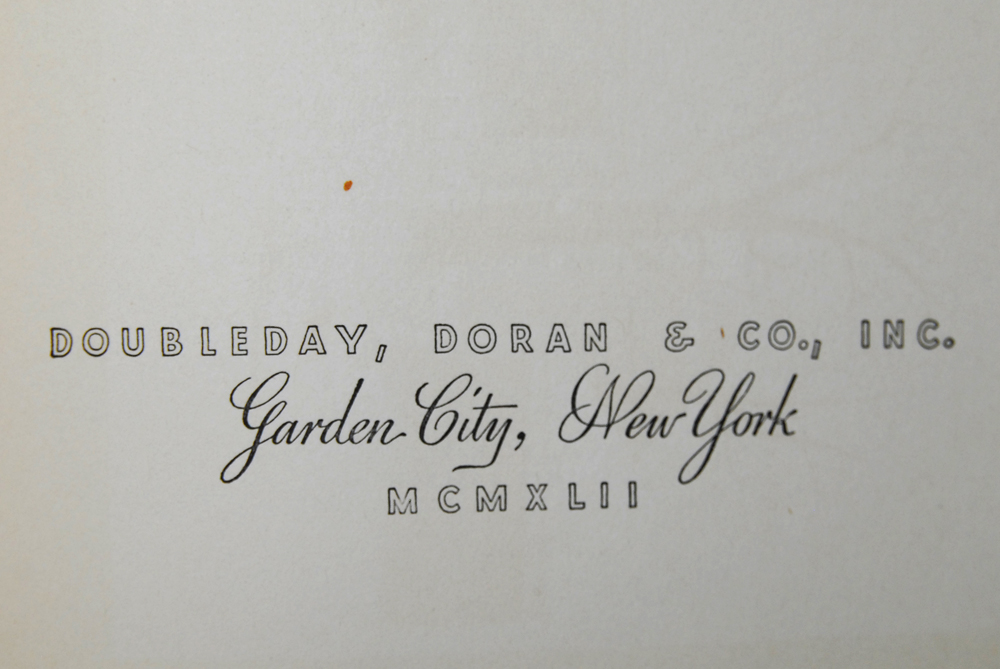 DOUBLEDAY, DORAN & CO., INC.
Garden City, New York
MCMXLII